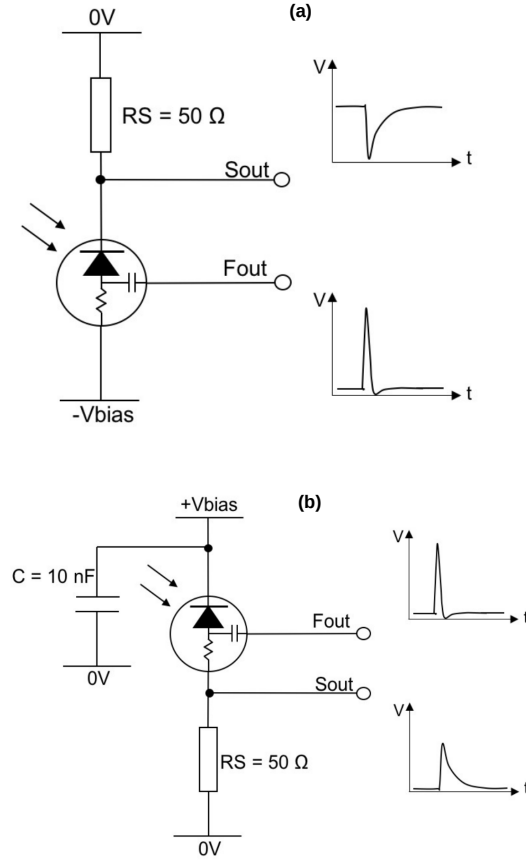 (a)
0V
V
RS = 50 Ω
t
Sout
Fout
V
t
-Vbias
(b)
+Vbias
V
C = 10 nF
Fout
t
0V
Sout
V
RS = 50 Ω
t
0V